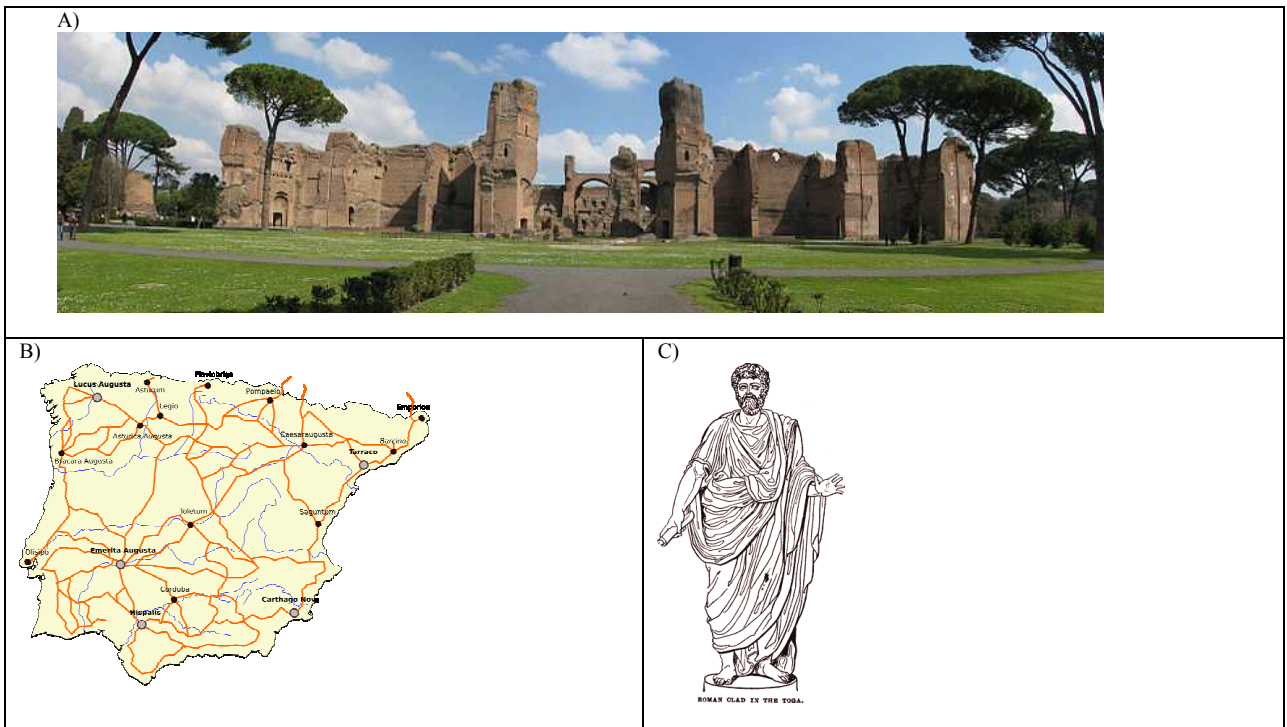 A)
B)
C)
Lucus Augusta
Asturum
Flaviobriga
Pompaelo
Legio
Asturica Augusta
Caesaraugusta
Barcino
Tarraco
Bracara Augusta
Toletum
Saguntum
Olisipo
Emerita Augusta
Corduba
Carthago Nova
Hispalis
ROMAN CLAD IN THE TOGA.